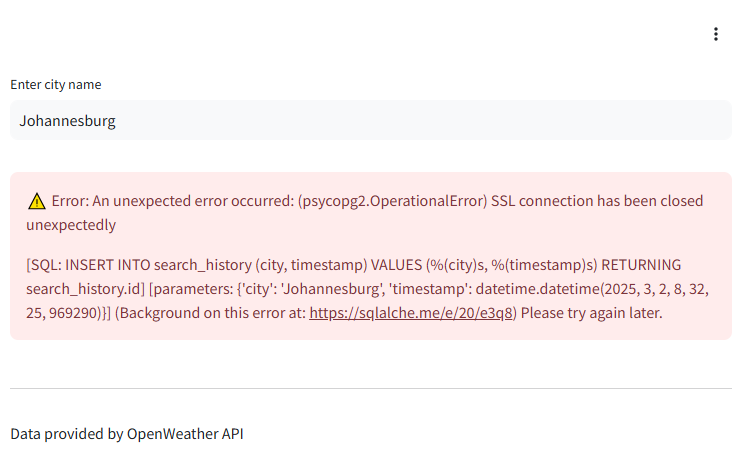 Enter city name
Johannesburg
⚠️ Error: An unexpected error occurred: (psycopg2.OperationalError) SSL connection has been closed
unexpectedly
[SQL: INSERT INTO search_history (city, timestamp) VALUES (%(city)s, %(timestamp)s) RETURNING
search_history.id] [parameters: {'city': 'Johannesburg', 'timestamp': datetime.datetime(2025, 3, 2, 8, 32,
25, 969290)}] (Background on this error at: https://sqlalche.me/e/20/e3q8) Please try again later.
Data provided by OpenWeather API